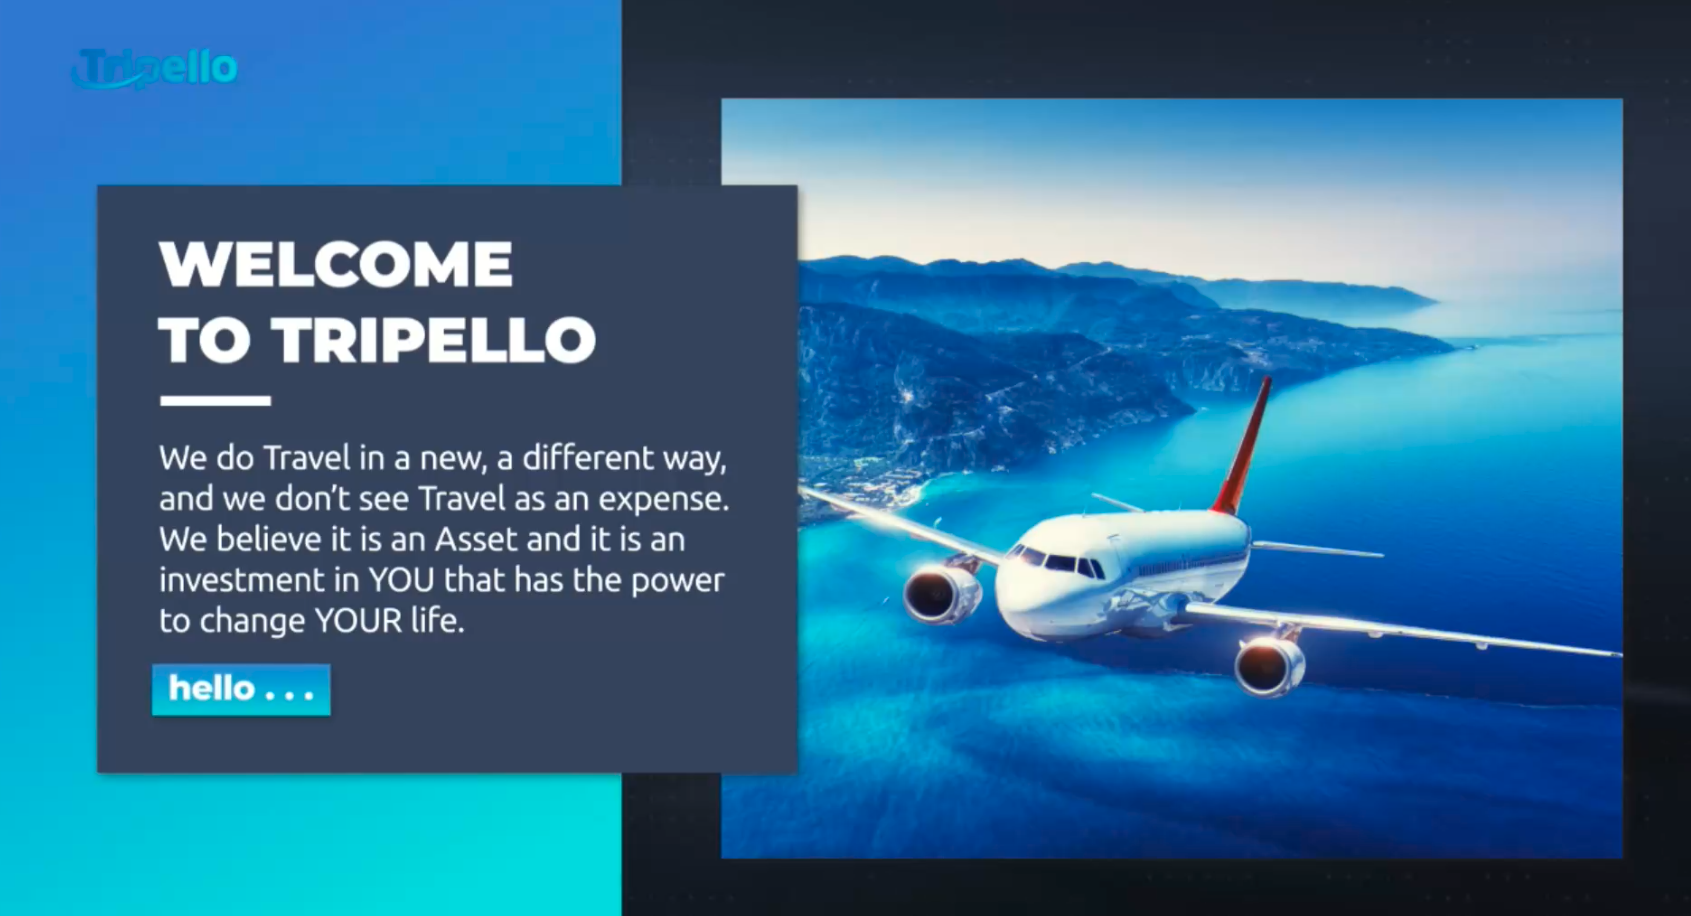 Tripello
WELCOME
TO TRIPELLO
We do Travel in a new, a different way,
and we don't see Travel as an expense.
We believe it is an Asset and it is an
investment in YOU that has the power
to change YOUR life.
hello . . .